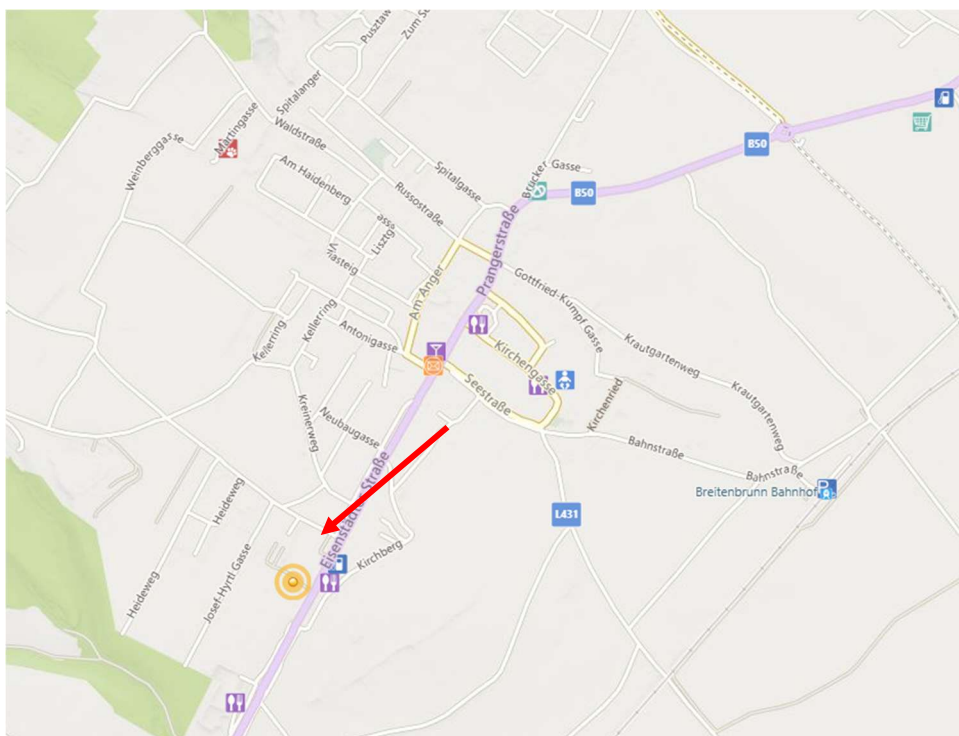 Pusztaw
Zum St
Spitalanger
Martingasse
Waldstraße
Weinberggasse
B50
Am Haidenberg
Spitalgasse
Brucker Gasse
B50
Russostraße
Lisztg
asse
Prangerstraße
Am Anger
Gottfried-Kumpf Gasse
Kellerring
Kellerring
Antonigasse
Kirchengasse
Krautgartenweg
Seestraße
Krautgartenweg
Kirchenried
Kreinerweg
Neubaugasse
Bahnstraße
Bahnstraße
Breitenbrunn Bahnhof
Heideweg
L431
Eisenstädter Straße
Kirchberg
Heideweg
Josef-Hyrtl Gasse